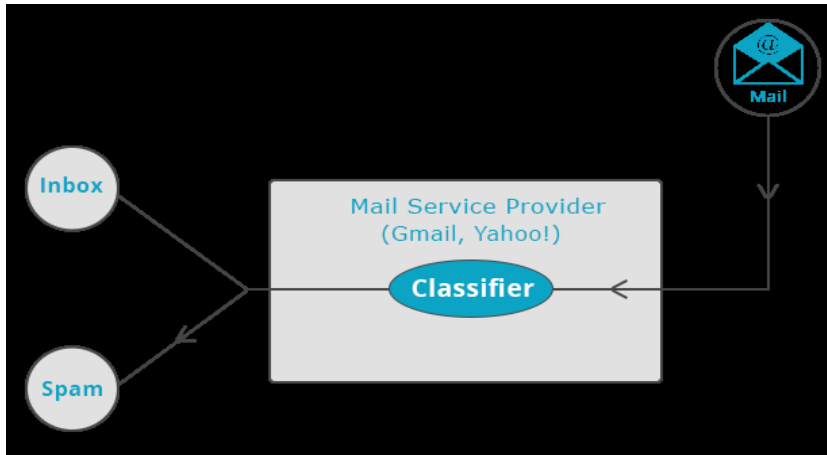 @
Mail
Inbox
Mail Service Provider
(Gmail, Yahoo!)
Classifier
Spam